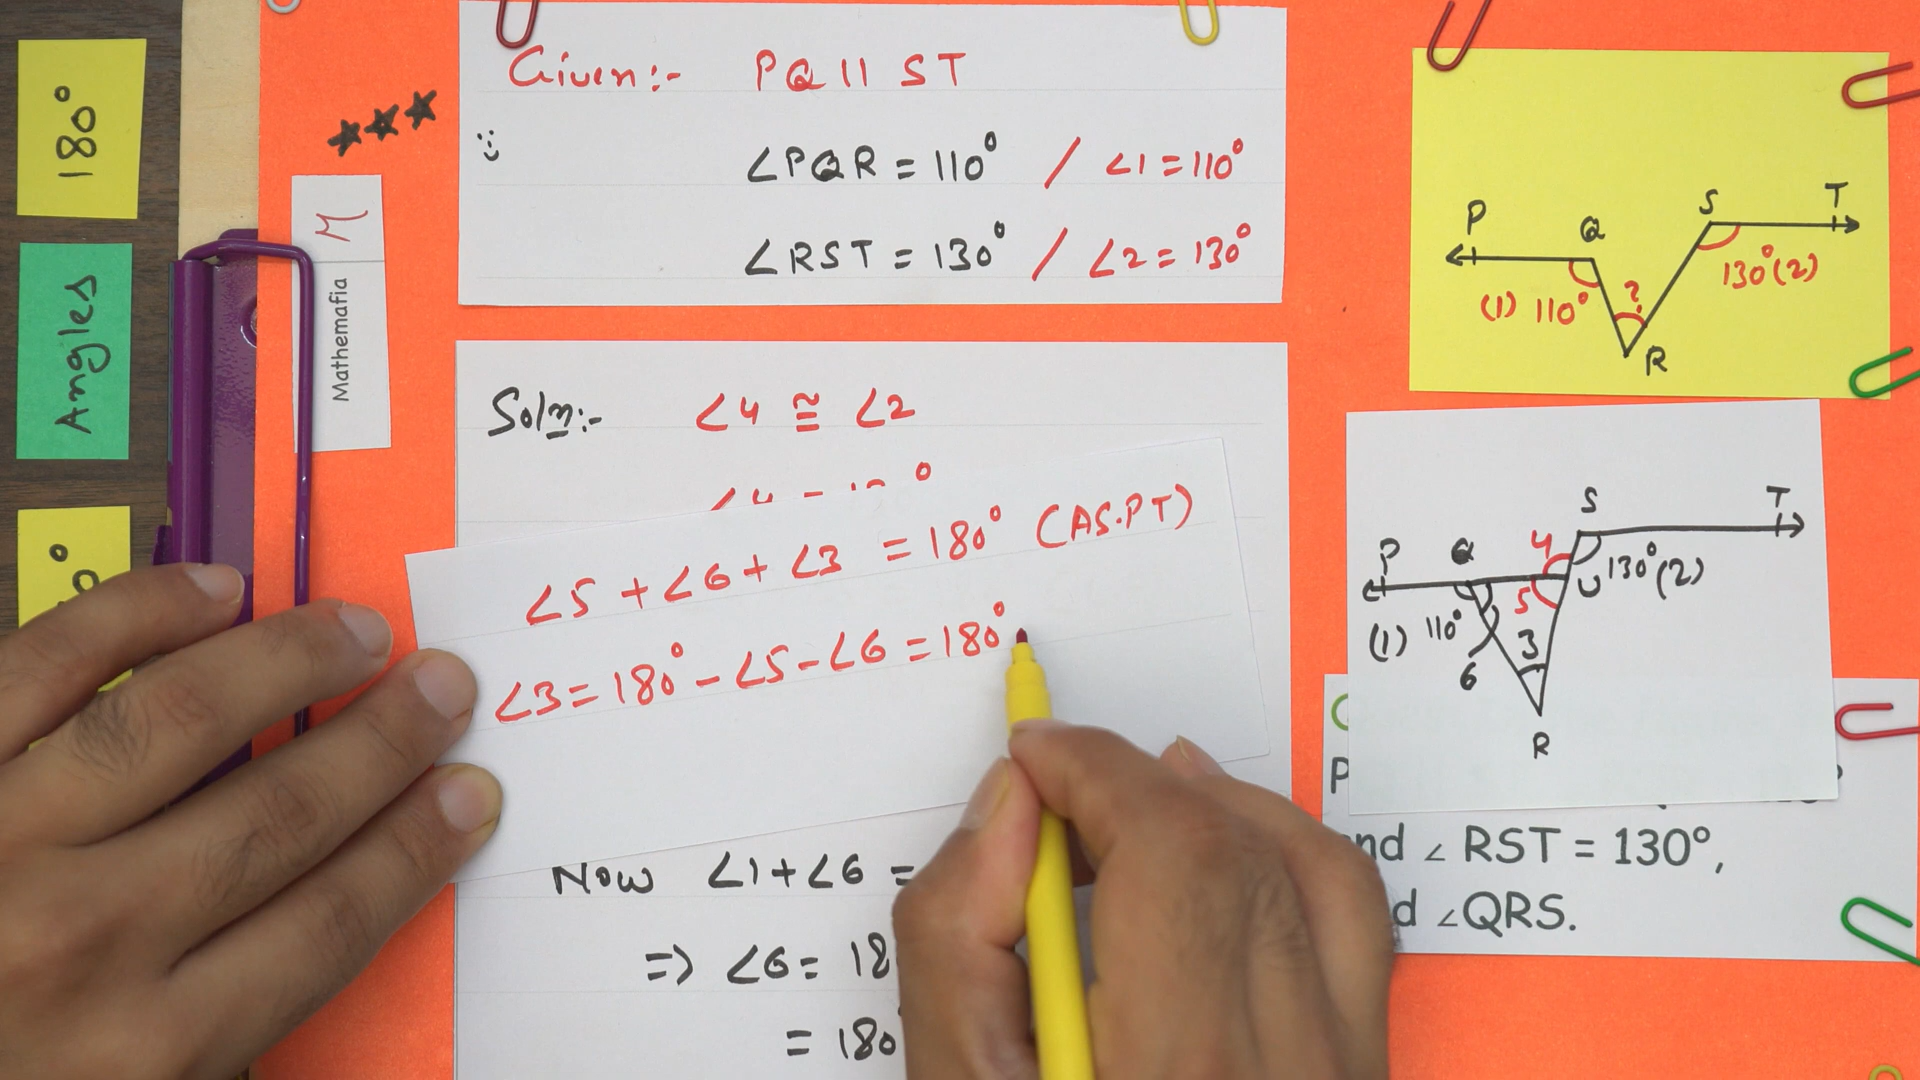 180°
Angles
M
Mathemafia
Given:- PQ || ST
∠PQR = 110° / ∠1 = 110°
∠RST = 130° / ∠2 = 130°
Soln:- ∠4 ≅ ∠2
∠5 + ∠6 + ∠3 = 180° (AS.PT)
∠3 = 180° - ∠5 - ∠6 = 180°
Now ∠1 + ∠6 =
=> ∠6 = 18
= 180
P Q S T
(1) 110° ? 130°(2)
R
S T
P Q 4 U 130°(2)
(1) 110° 5
6 3
R
∠ RST = 130°,
∠QRS.